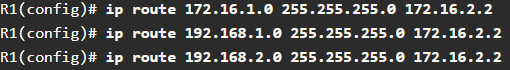 R1(config)# ip route 172.16.1.0 255.255.255.0 172.16.2.2
R1(config)# ip route 192.168.1.0 255.255.255.0 172.16.2.2
R1(config)# ip route 192.168.2.0 255.255.255.0 172.16.2.2